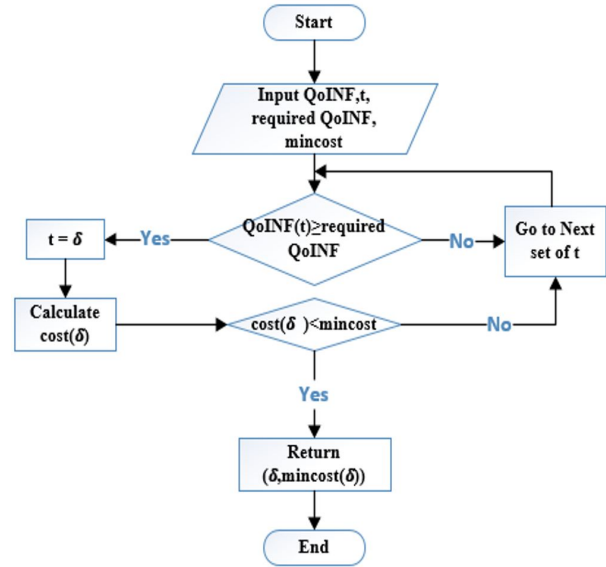 Start
Input QoINF,t,
required QoINF,
mincost
QoINF(t)≥required
QoINF
Yes
No
t = δ
Go to Next
set of t
Calculate
cost(δ)
cost(δ )<mincost
No
Yes
Return
(δ,mincost(δ))
End